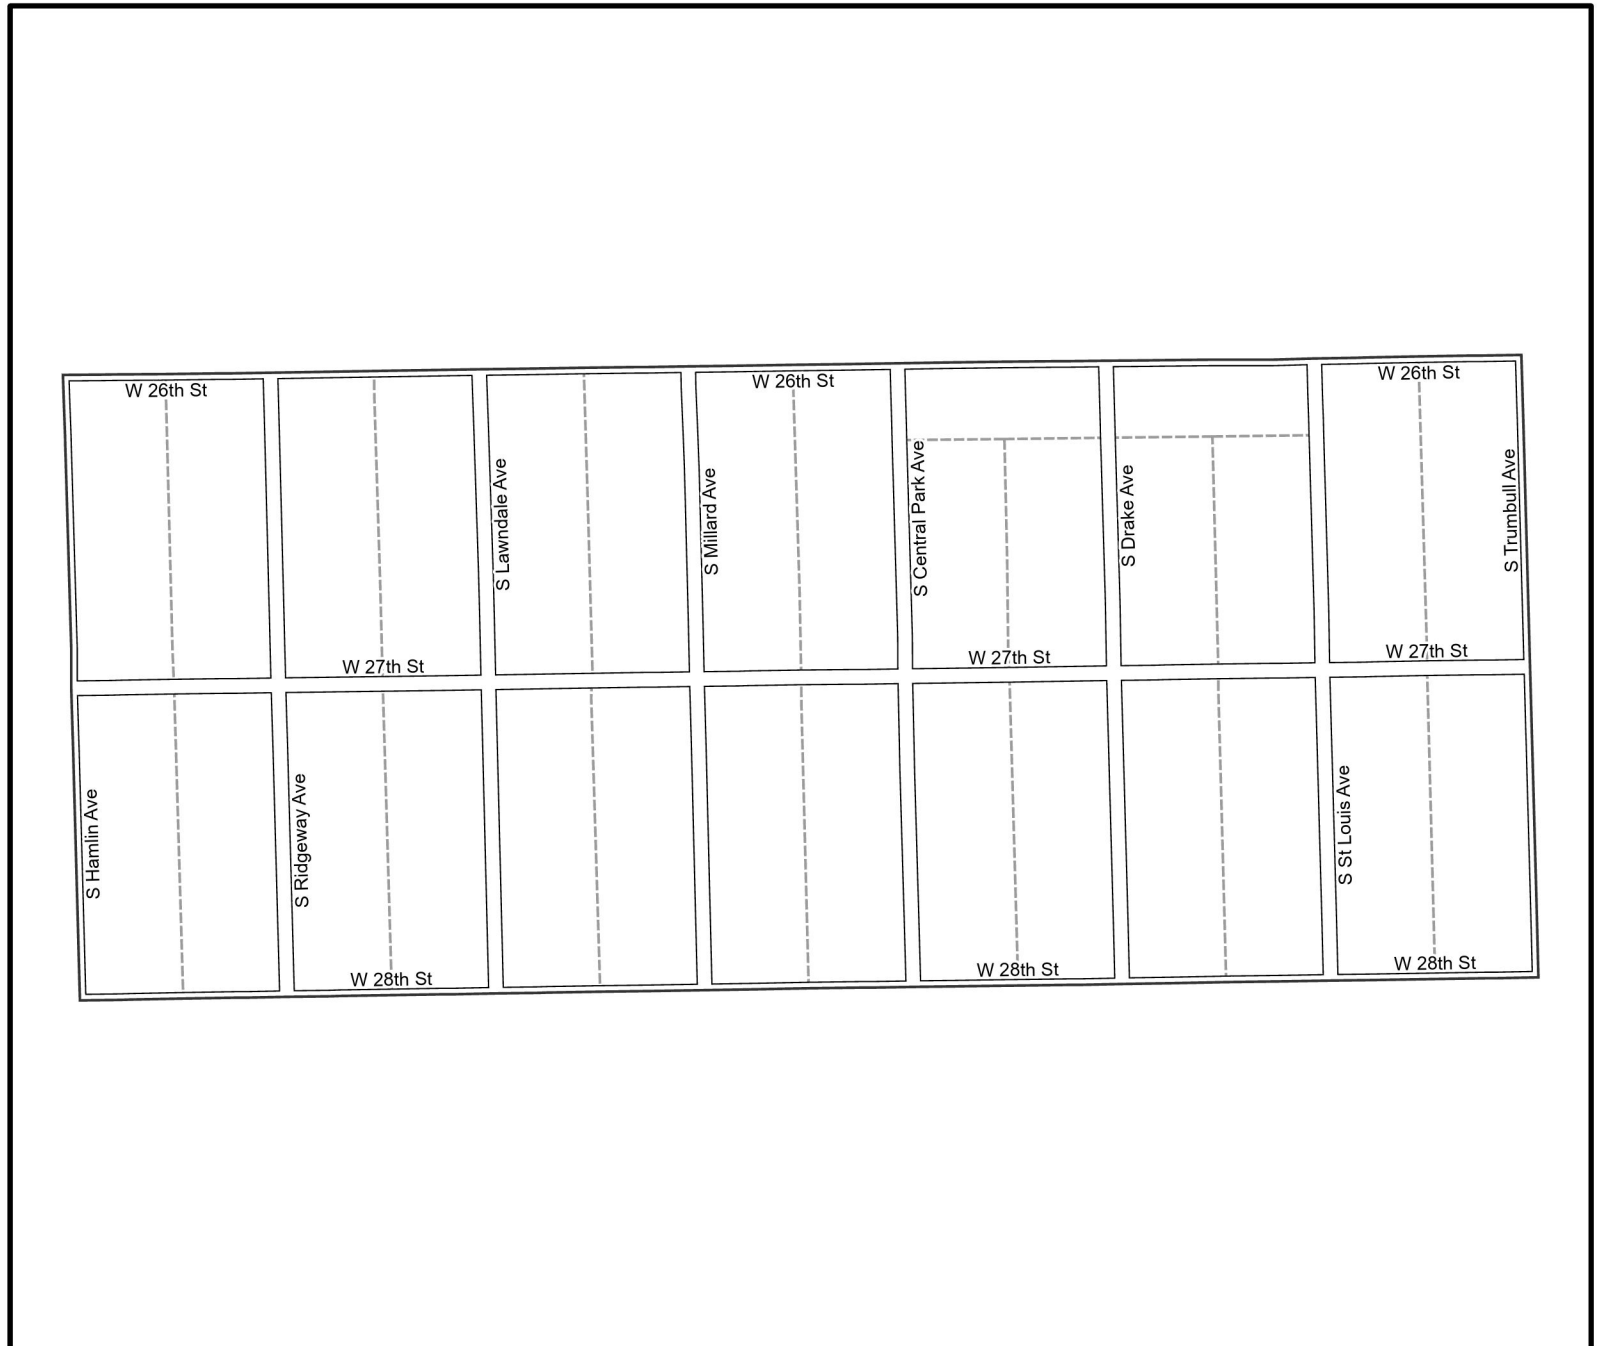 W 26th St
W 26th St
W 26th St
S Lawndale Ave
S Millard Ave
S Central Park Ave
S Drake Ave
S Trumbull Ave
W 27th St
W 27th St
W 27th St
S Hamlin Ave
S Ridgeway Ave
S St Louis Ave
W 28th St
W 28th St
W 28th St